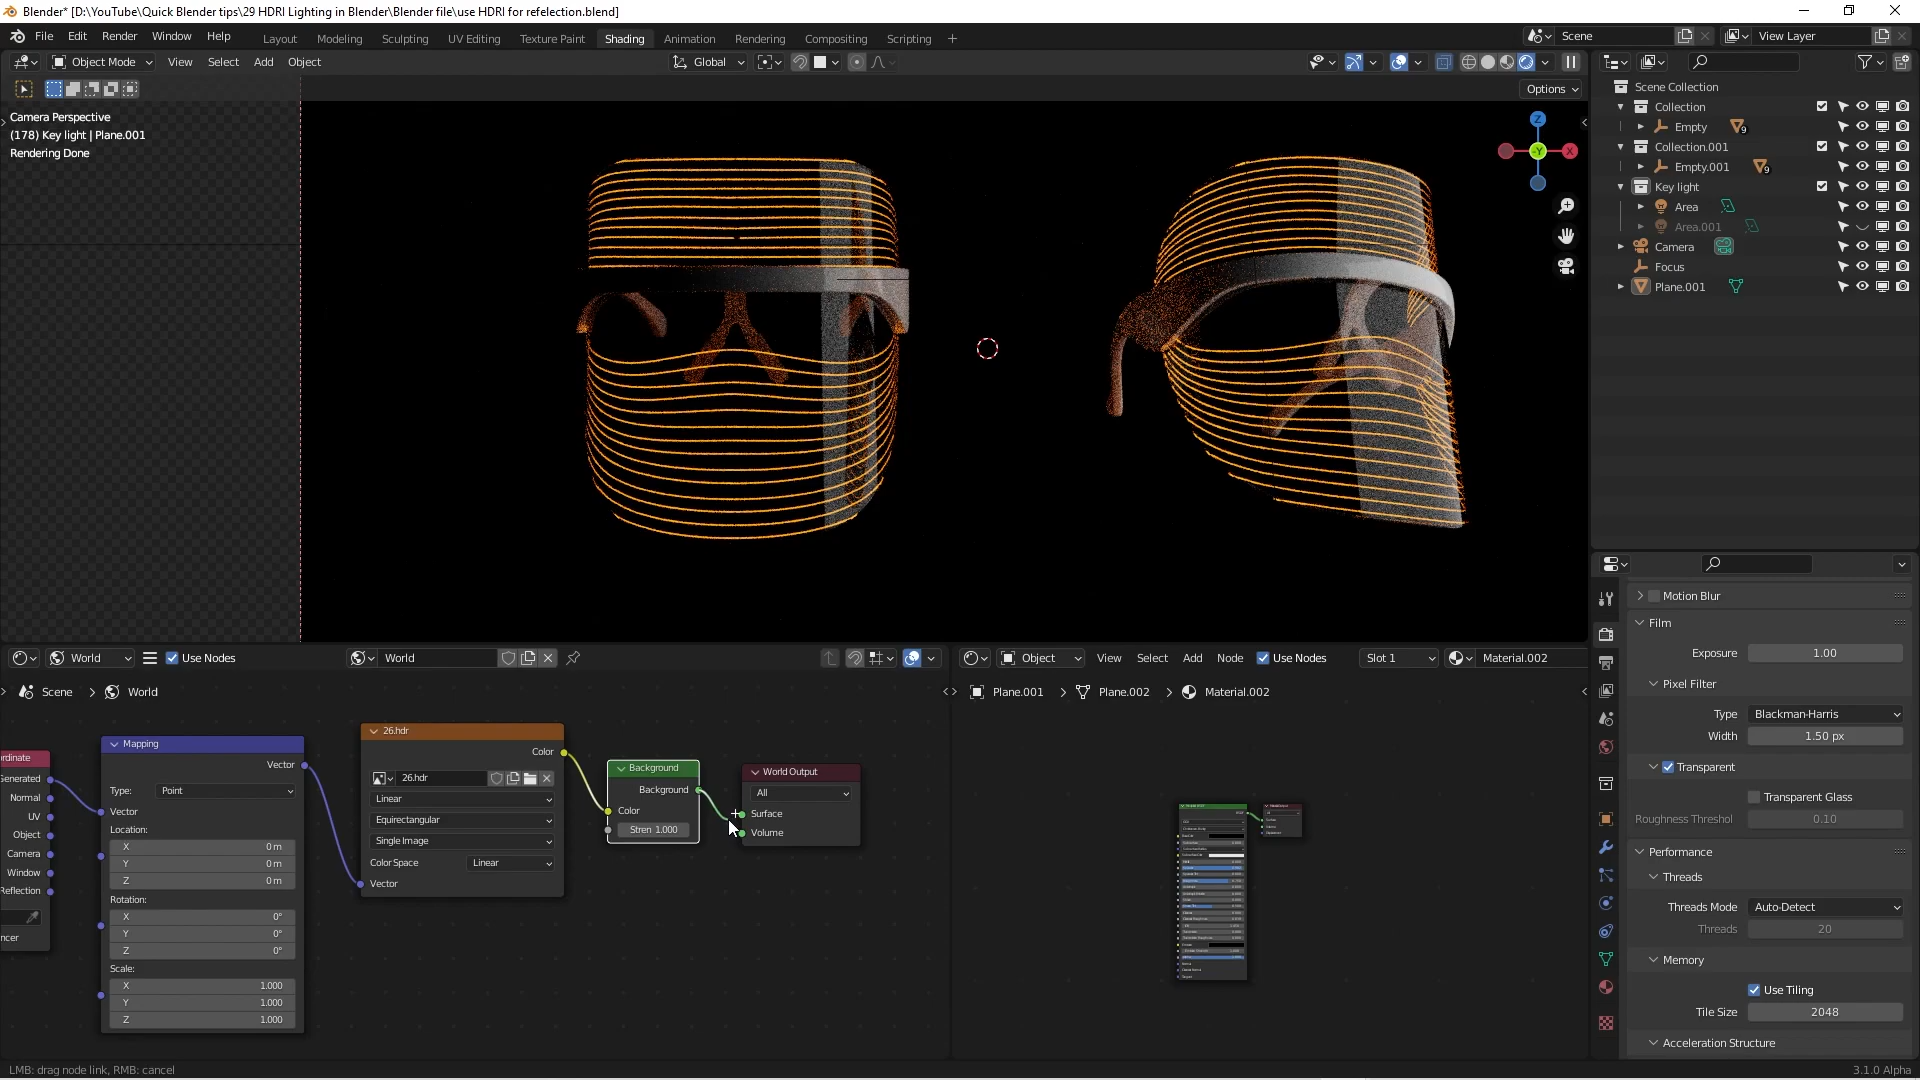 Blender* [D:\YouTube\Quick Blender tips\29 HDRI Lighting in Blender\Blender file\use HDRI for refelection.blend]
File Edit Render Window Help
Layout Modeling Sculpting UV Editing Texture Paint Shading Animation Rendering Compositing Scripting
Scene
View Layer
Object Mode View Select Add Object
Global
Options
Camera Perspective
(178) Key light | Plane.001
Rendering Done
Z
X
-Y
Scene Collection
Collection
Empty
9
Collection.001
Empty.001
9
Key light
Area
Area.001
Camera
Focus
Plane.001
Motion Blur
Film
Exposure 1.00
Pixel Filter
Type Blackman-Harris
Width 1.50 px
Transparent
Transparent Glass
Roughness Threshol 0.10
Performance
Threads
Threads Mode Auto-Detect
Threads 20
Memory
Use Tiling
Tile Size 2048
Acceleration Structure
World
Use Nodes
World
Scene > World
rdinate
Generated
Normal
UV
Object
Camera
Window
Reflection
ncer
Mapping
Vector
Type: Point
Vector
Location:
X 0 m
Y 0 m
Z 0 m
Rotation:
X 0°
Y 0°
Z 0°
Scale:
X 1.000
Y 1.000
Z 1.000
26.hdr
Color
26.hdr
Linear
Equirectangular
Single Image
Color Space Linear
Vector
Background
Background
Color
Stren 1.000
World Output
All
Surface
Volume
Object View Select Add Node Use Nodes Slot 1 Material.002
Plane.001 > Plane.002 > Material.002
LMB: drag node link, RMB: cancel
3.1.0 Alpha